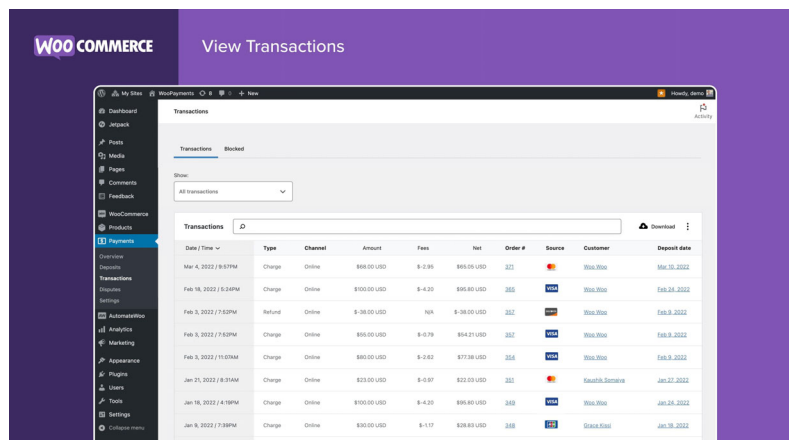 WOO COMMERCE
View Transactions
My Sites WooPayments 8 0 + New Howdy, demo
Dashboard
Jetpack
Posts
Media
Pages
Comments
Feedback
WooCommerce
Products
Payments
Overview
Deposits
Transactions
Disputes
Settings
AutomateWoo
Analytics
Marketing
Appearance
Plugins
Users
Tools
Settings
Collapse menu
Transactions
Activity
Transactions Blocked
Show:
All transactions
Transactions Download
Date / Time Type Channel Amount Fees Net Order # Source Customer Deposit date
Mar 4, 2022 / 9:57PM Charge Online $68.00 USD $-2.95 $65.05 USD 371 Woo Woo Mar 10, 2022
Feb 18, 2022 / 5:24PM Charge Online $100.00 USD $-4.20 $95.80 USD 365 VISA Woo Woo Feb 24, 2022
Feb 3, 2022 / 7:52PM Refund Online $-38.00 USD N/A $-38.00 USD 357 Woo Woo Feb 9, 2022
Feb 3, 2022 / 7:52PM Charge Online $55.00 USD $-0.79 $54.21 USD 357 VISA Woo Woo Feb 9, 2022
Feb 3, 2022 / 11:07AM Charge Online $80.00 USD $-2.62 $77.38 USD 354 VISA Woo Woo Feb 9, 2022
Jan 21, 2022 / 8:31AM Charge Online $23.00 USD $-0.97 $22.03 USD 351 Kaushik Somaiya Jan 27, 2022
Jan 18, 2022 / 4:19PM Charge Online $100.00 USD $-4.20 $95.80 USD 349 VISA Woo Woo Jan 24, 2022
Jan 9, 2022 / 7:39PM Charge Online $30.00 USD $-1.17 $28.83 USD 348 Grace Kissi Jan 18, 2022